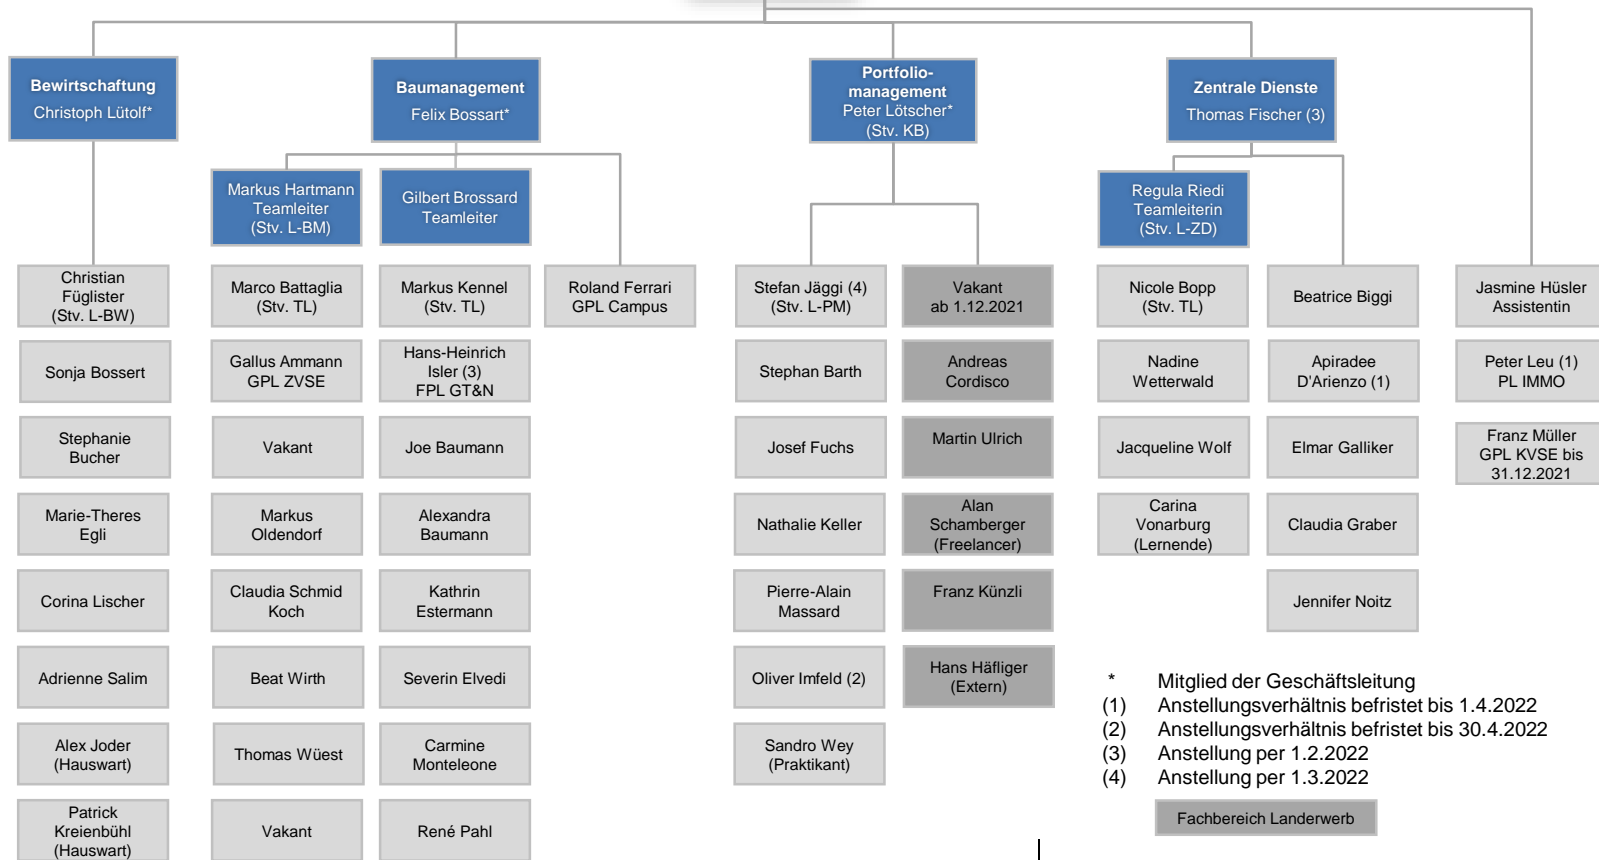 Bewirtschaftung
Christoph Lütolf*
Baumanagement
Felix Bossart*
Portfolio-
management
Peter Lötscher*
(Stv. KB)
Zentrale Dienste
Thomas Fischer (3)
Markus Hartmann
Teamleiter
(Stv. L-BM)
Gilbert Brossard
Teamleiter
Regula Riedi
Teamleiterin
(Stv. L-ZD)
Christian
Füglister
(Stv. L-BW)
Sonja Bossert
Stephanie
Bucher
Marie-Theres
Egli
Corina Lischer
Adrienne Salim
Alex Joder
(Hauswart)
Patrick
Kreienbühl
(Hauswart)
Marco Battaglia
(Stv. TL)
Gallus Ammann
GPL ZVSE
Vakant
Markus
Oldendorf
Claudia Schmid
Koch
Beat Wirth
Thomas Wüest
Vakant
Markus Kennel
(Stv. TL)
Hans-Heinrich
Isler (3)
FPL GT&N
Joe Baumann
Alexandra
Baumann
Kathrin
Estermann
Severin Elvedi
Carmine
Monteleone
René Pahl
Roland Ferrari
GPL Campus
Stefan Jäggi (4)
(Stv. L-PM)
Stephan Barth
Josef Fuchs
Nathalie Keller
Pierre-Alain
Massard
Oliver Imfeld (2)
Sandro Wey
(Praktikant)
Vakant
ab 1.12.2021
Andreas
Cordisco
Martin Ulrich
Alan
Schamberger
(Freelancer)
Franz Künzli
Hans Häfliger
(Extern)
Nicole Bopp
(Stv. TL)
Nadine
Wetterwald
Jacqueline Wolf
Carina
Vonarburg
(Lernende)
Beatrice Biggi
Apiradee
D'Arienzo (1)
Elmar Galliker
Claudia Graber
Jennifer Noitz
Jasmine Hüsler
Assistentin
Peter Leu (1)
PL IMMO
Franz Müller
GPL KVSE bis
31.12.2021
* Mitglied der Geschäftsleitung
(1) Anstellungsverhältnis befristet bis 1.4.2022
(2) Anstellungsverhältnis befristet bis 30.4.2022
(3) Anstellung per 1.2.2022
(4) Anstellung per 1.3.2022
Fachbereich Landerwerb